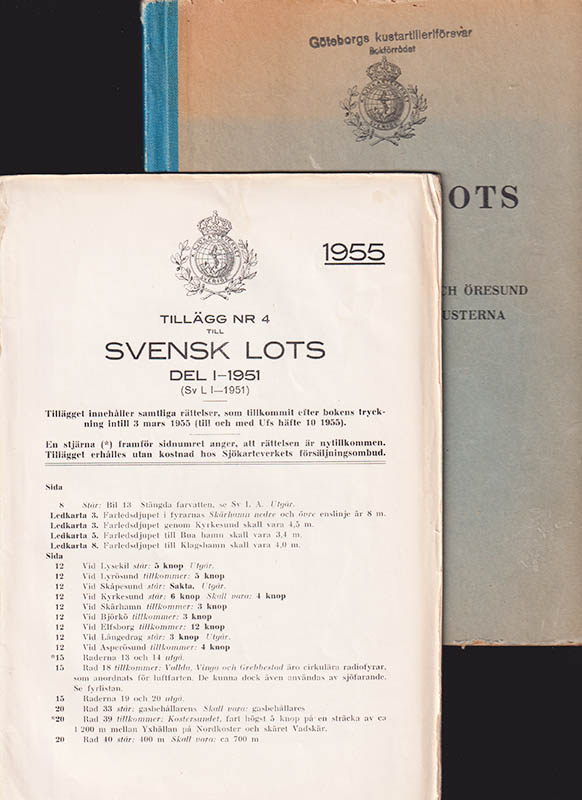 Göteborgs kustartilleriförsvar
Bokförrådet
OTS
CH ÖRESUND
USTERNA
SVERIGE
1955
TILLÄGG NR 4
TILL
SVENSK LOTS
DEL I—1951
(Sv L I—1951)
Tillägget innehåller samtliga rättelser, som tillkommit efter bokens tryck-
ning intill 3 mars 1955 (till och med Ufs häfte 10 1955).
En stjärna (*) framför sidnumret anger, att rättelsen är nytillkommen.
Tillägget erhålles utan kostnad hos Sjökarteverkets försäljningsombud.
Sida
8 Står: Bil 13 Stängda farvatten, se Sv L A. Utgår.
Ledkarta 3. Farledsdjupet i fyrarnas Skärhamn nedre och övre enslinje är 8 m.
Ledkarta 3. Farledsdjupet genom Kyrkesund skall vara 4,5 m.
Ledkarta 5. Farledsdjupet till Bua hamn skall vara 3,4 m.
Ledkarta 8. Farledsdjupet till Klagshamn skall vara 4,0 m.
Sida
12 Vid Lysekil står: 5 knop Utgår.
12 Vid Lyrösund tillkommer: 5 knop
12 Vid Skåpesund står: Sakta. Utgår.
12 Vid Kyrkesund står: 6 knop Skall vara: 4 knop
12 Vid Skärhamn tillkommer: 3 knop
12 Vid Björkö tillkommer: 3 knop
12 Vid Elfsborg tillkommer: 12 knop
12 Vid Långedrag står: 3 knop Utgår.
12 Vid Asperösund tillkommer: 4 knop
*15 Raderna 13 och 14 utgå.
15 Rad 18 tillkommer: Vallda, Vinga och Grebbestad äro cirkulära radiofyrar,
som anordnats för luftfarten. De kunna dock även användas av sjöfarande.
Se fyrlistan.
15 Raderna 19 och 20 utgå.
20 Rad 33 står: gasbehållarens Skall vara: gasbehållares
*20 Rad 39 tillkommer: Kostersundet, fart högst 5 knop på en sträcka av ca
1 200 m mellan Yxhällan på Nordkoster och skäret Vadskär.
20 Rad 40 står: 400 m Skall vara: ca 700 m